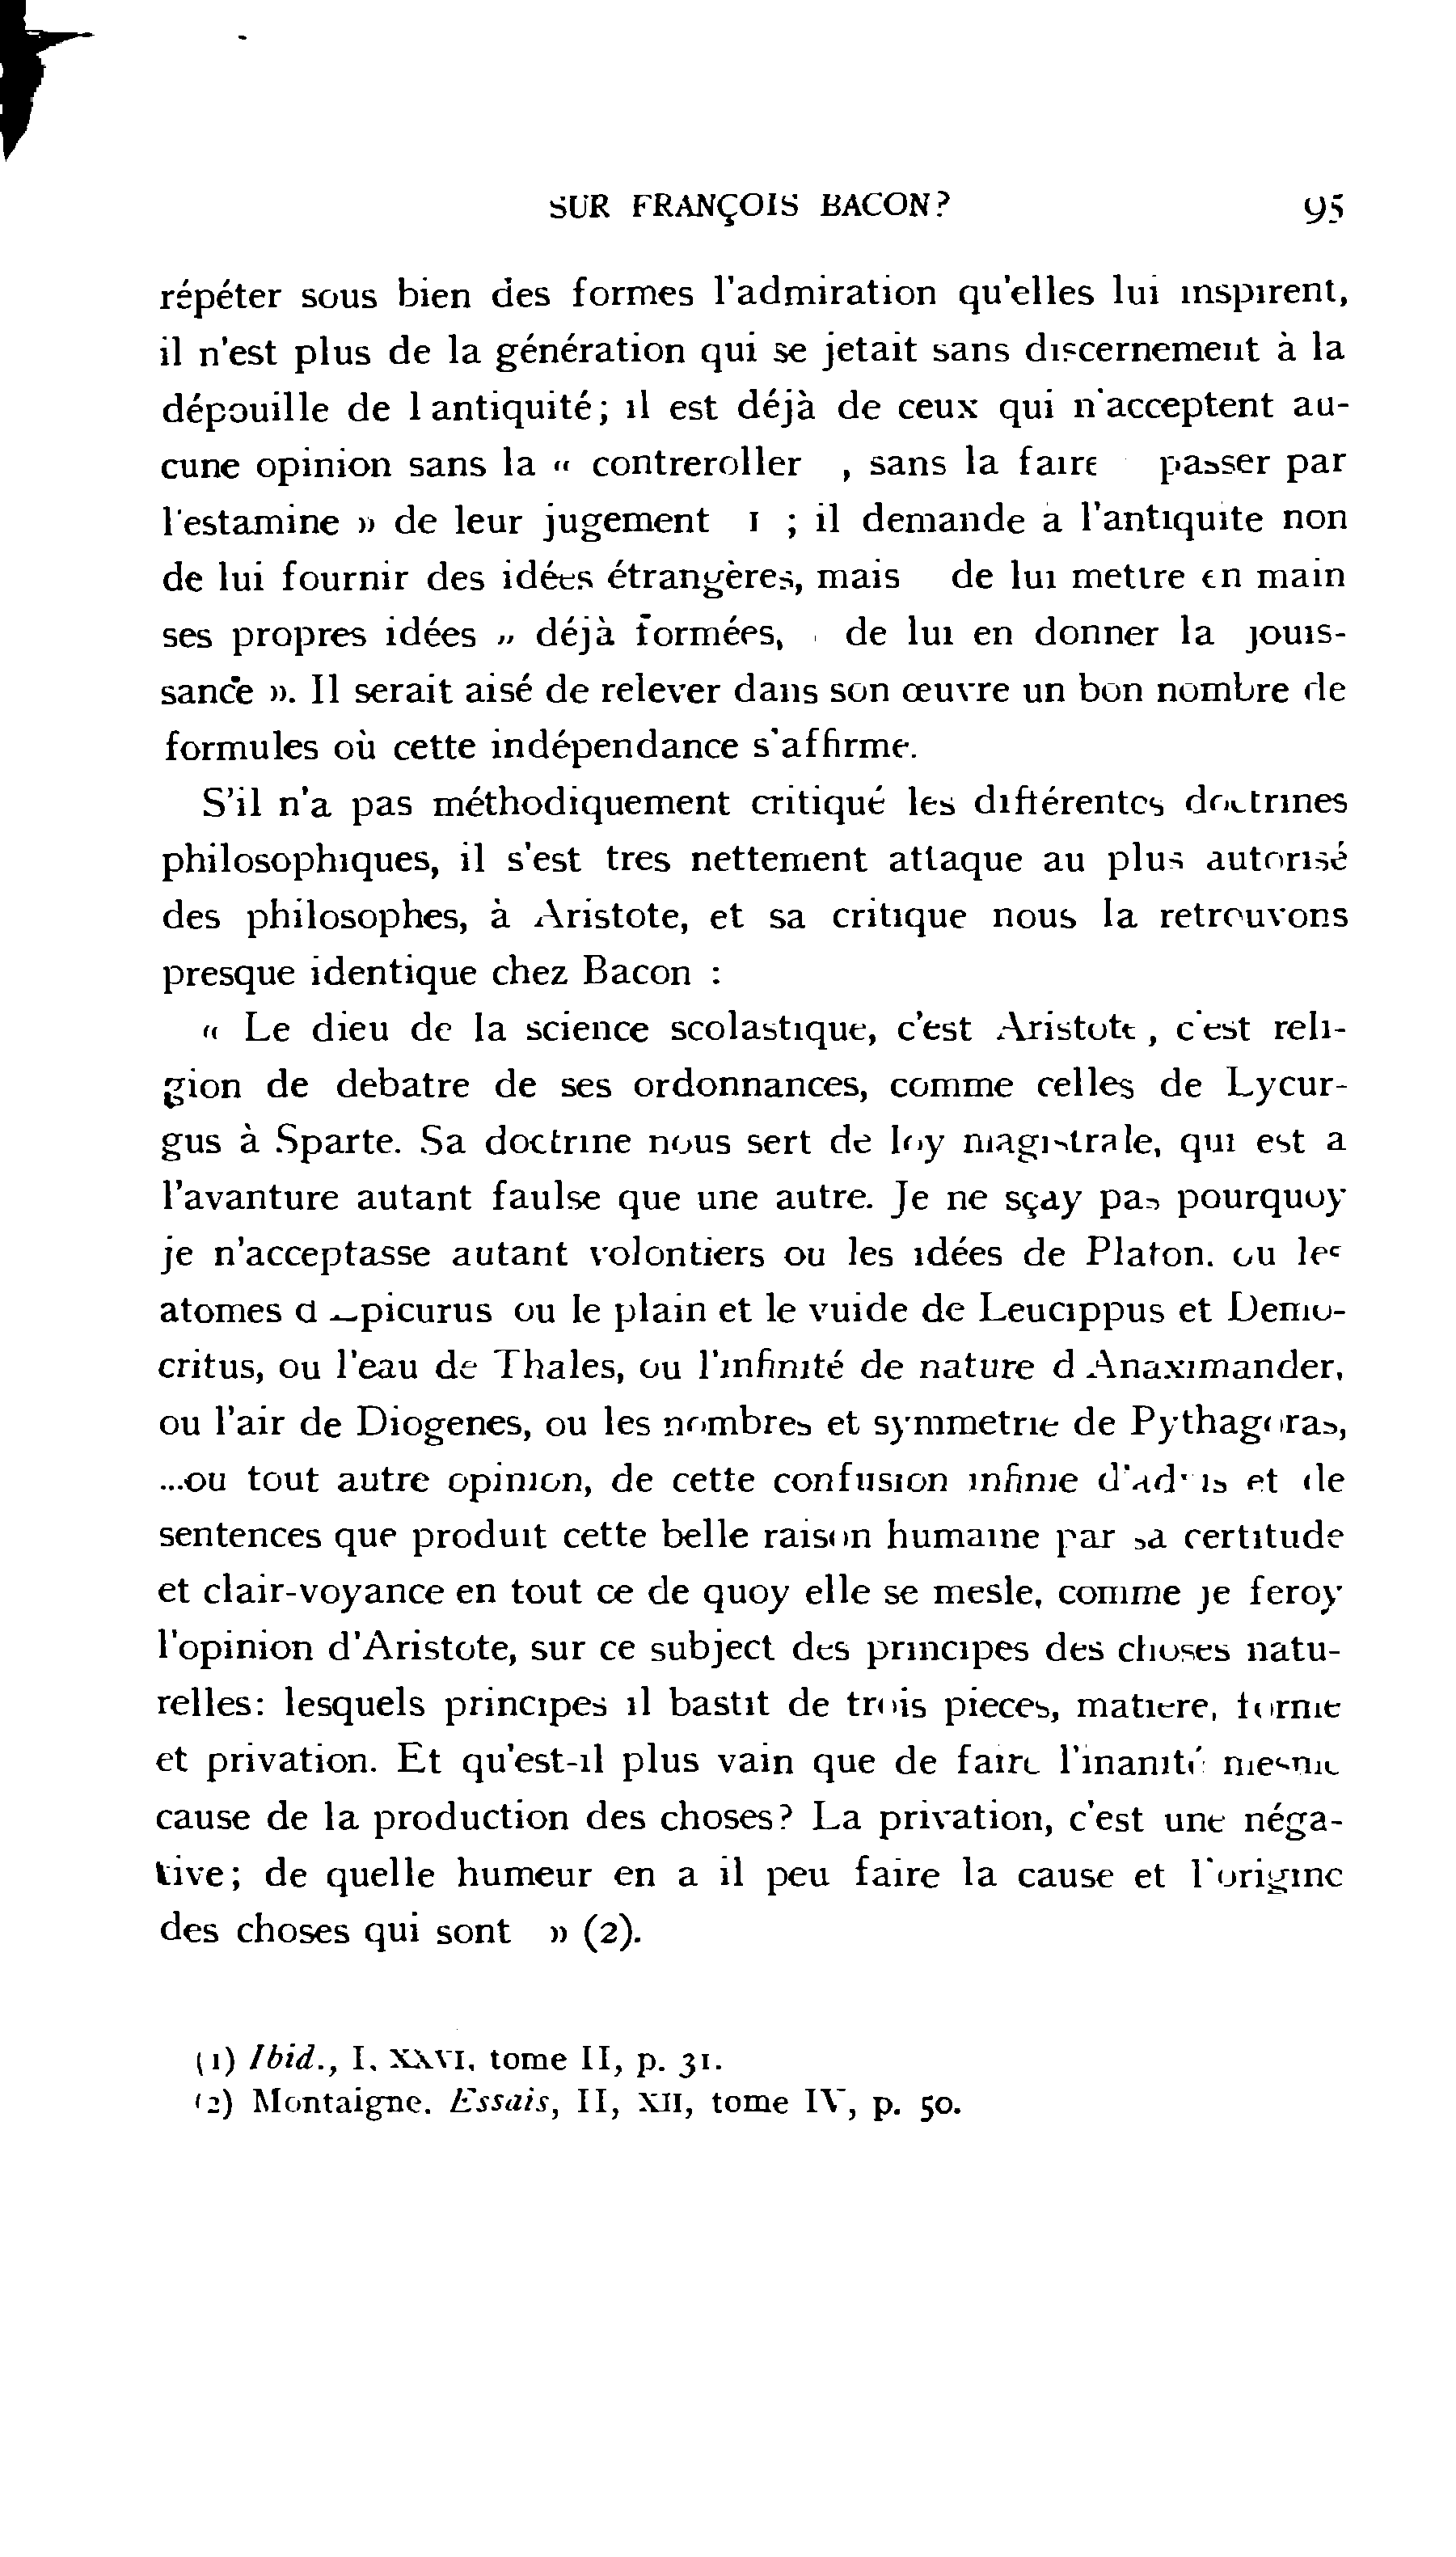 SUR FRANÇOIS BACON? 95
répéter sous bien des formes l'admiration qu'elles lui inspirent,
il n'est plus de la génération qui se jetait sans discernement à la
dépouille de l'antiquité; il est déjà de ceux qui n'acceptent au-
cune opinion sans la « contreroller », sans la faire « passer par
l'estamine » de leur jugement (1); il demande à l'antiquité non
de lui fournir des idées étrangères, mais « de lui mettre en main
ses propres idées » déjà formées, « de lui en donner la jouis-
sance ». Il serait aisé de relever dans son œuvre un bon nombre de
formules où cette indépendance s'affirme.
S'il n'a pas méthodiquement critiqué les différentes doctrines
philosophiques, il s'est tres nettement attaque au plus autorisé
des philosophes, à Aristote, et sa critique nous la retrouvons
presque identique chez Bacon :
« Le dieu de la science scolastique, c'est Aristote, c'est reli-
gion de debatre de ses ordonnances, comme celles de Lycur-
gus à Sparte. Sa doctrine nous sert de loy magistrale, qui est a
l'avanture autant faulse que une autre. Je ne sçay pas pourquoy
je n'acceptasse autant volontiers ou les idées de Platon, ou les
atomes d'Epicurus ou le plain et le vuide de Leucippus et Demo-
critus, ou l'eau de Thales, ou l'infinité de nature d'Anaximander,
ou l'air de Diogenes, ou les nombres et symmetrie de Pythagoras,
...ou tout autre opinion, de cette confusion infinie d'advis et de
sentences que produit cette belle raison humaine par sa certitude
et clair-voyance en tout ce de quoy elle se mesle, comme je feroy
l'opinion d'Aristote, sur ce subject des principes des choses natu-
relles: lesquels principes il bastit de trois pieces, matiere, forme
et privation. Et qu'est-il plus vain que de faire l'inanité mesme
cause de la production des choses? La privation, c'est une néga-
tive; de quelle humeur en a il peu faire la cause et l'origine
des choses qui sont » (2).
(1) Ibid., I, XXVI, tome II, p. 31.
(2) Montaigne. Essais, II, XII, tome IV, p. 50.